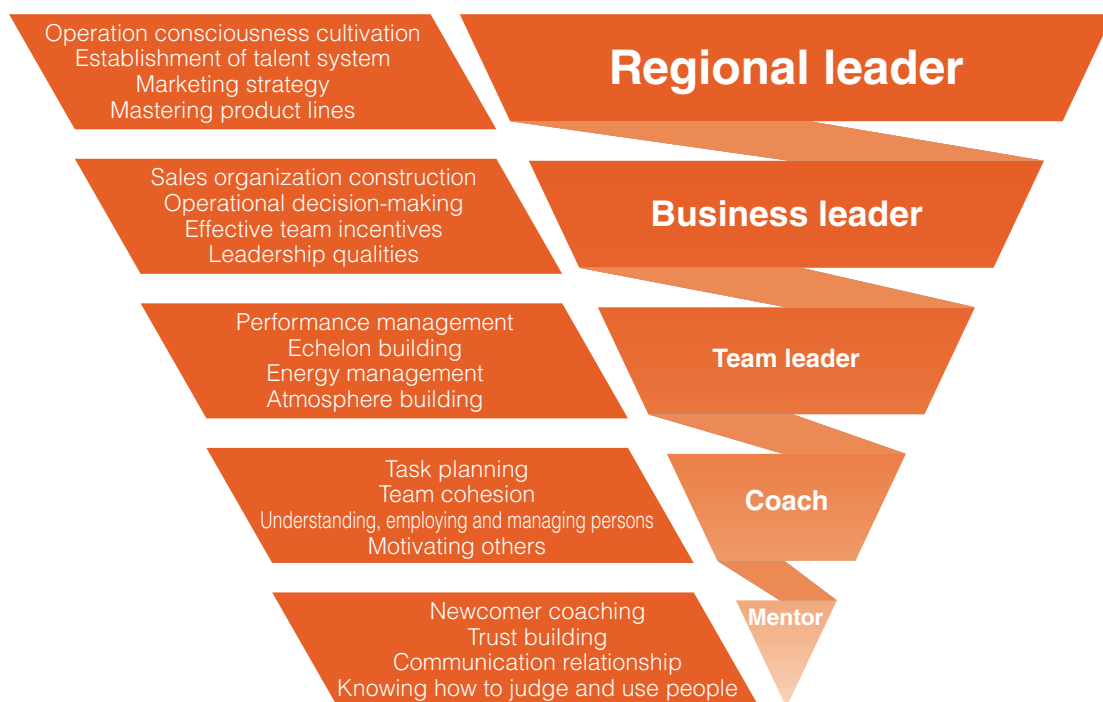 Operation consciousness cultivation
Establishment of talent system
Marketing strategy
Mastering product lines
Regional leader
Sales organization construction
Operational decision-making
Effective team incentives
Leadership qualities
Business leader
Performance management
Echelon building
Energy management
Atmosphere building
Team leader
Task planning
Team cohesion
Understanding, employing and managing persons
Motivating others
Coach
Newcomer coaching
Trust building
Communication relationship
Knowing how to judge and use people
Mentor